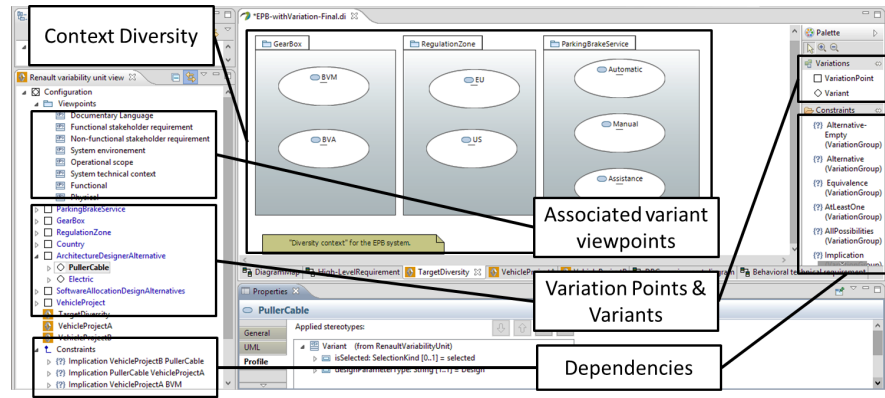 *EPB-withVariation-Final.di
Context Diversity
Palette
GearBox
RegulationZone
ParkingBrakeService
Variations
Renault variability unit view
BVM
EU
Automatic
VariationPoint
Variant
Configuration
Viewpoints
Constraints
Documentary Language
Functional stakeholder requirement
Non-functional stakeholder requirement
System environement
Operational scope
System technical context
Functional
Physical
BVA
US
Manual
Assistance
Alternative-
Empty
(VariationGroup)
Alternative
(VariationGroup)
Equivalence
(VariationGroup)
AtLeastOne
(VariationGroup)
AllPossibilities
(VariationGroup)
Implication
Associated variant
viewpoints
ParkingBrakeService
GearBox
RegulationZone
Country
ArchitectureDesignerAlternative
PullerCable
Electric
SoftwareAllocationDesignAlternatives
VehicleProject
TargetDiversity
VehicleProjectA
VehicleProjectB
"Diversity context" for the EPB system.
DiagramMap
High-LevelRequirement
TargetDiversity
Behavioral technical requirement
Variation Points &
Variants
Properties
PullerCable
General
UML
Profile
Applied stereotypes:
Variant (from RenaultVariabilityUnit)
isSelected: SelectionKind [0..1] = selected
designParameterType: String [1..1] = Design
Dependencies
Constraints
{?} Implication VehicleProjectB PullerCable
{?} Implication PullerCable VehicleProjectA
{?} Implication VehicleProjectA BVM